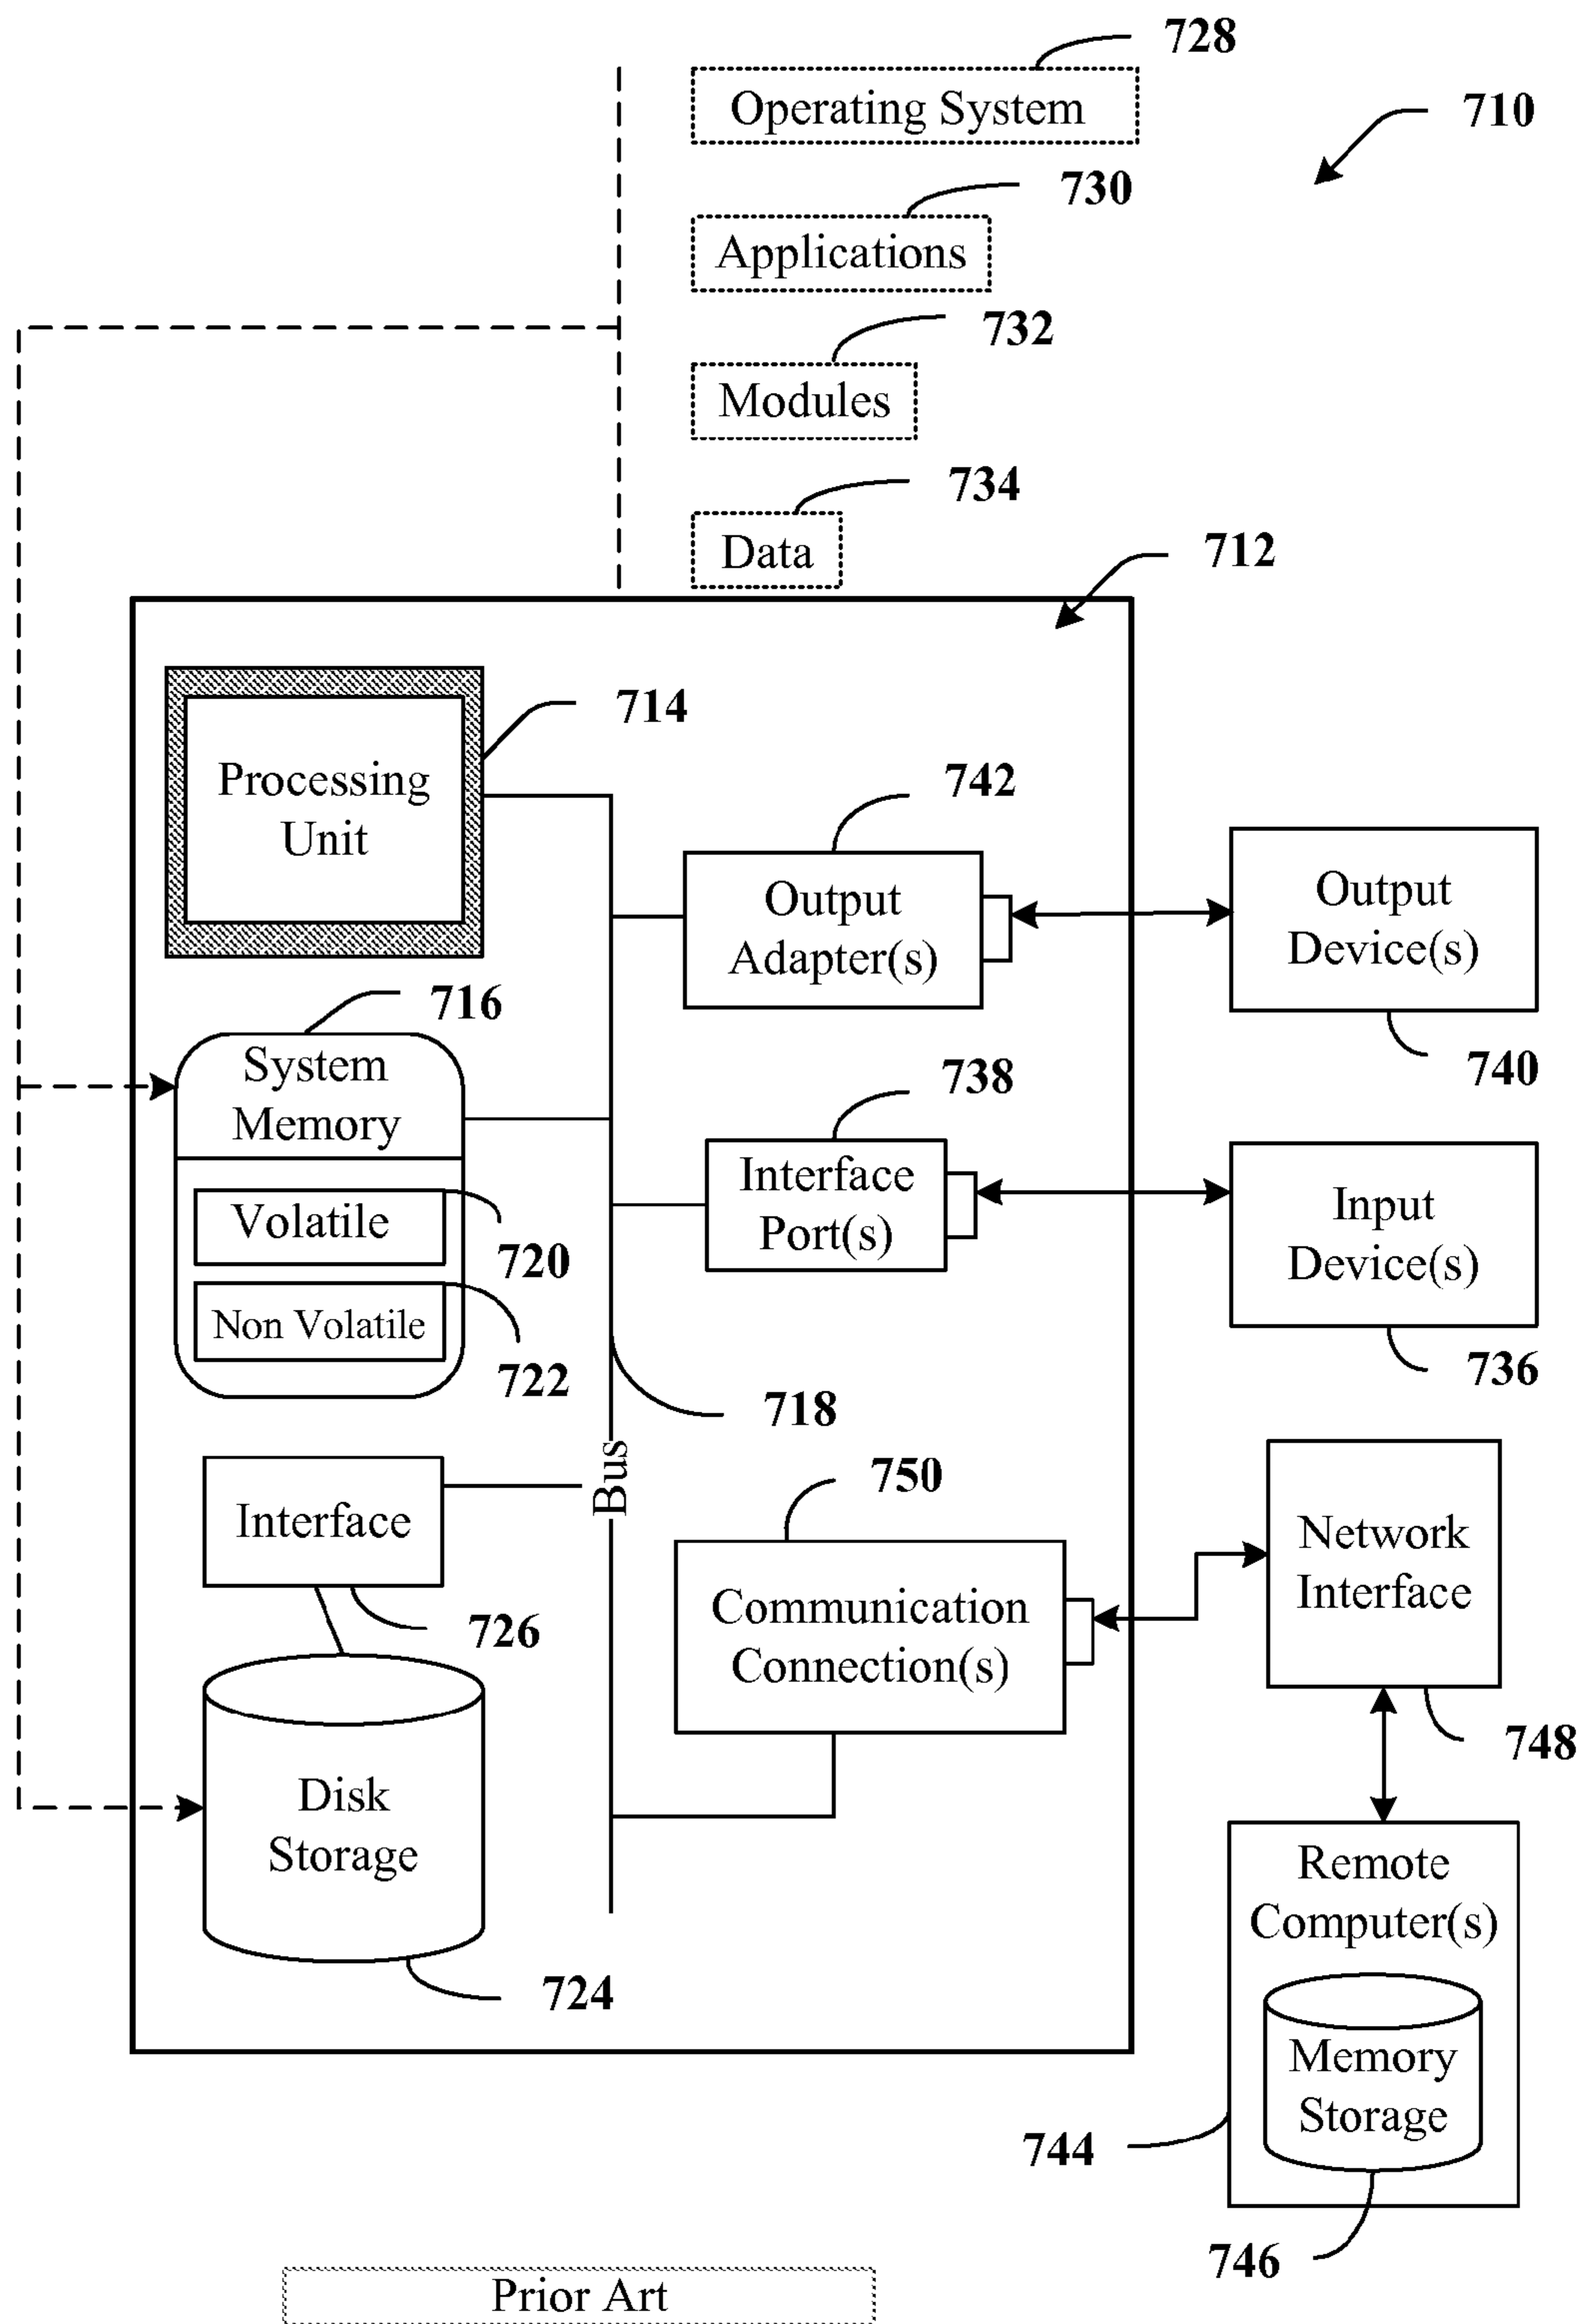 728
Operating System
710
730
Applications
732
Modules
734
Data
712
714
Processing
Unit
742
Output
Adapter(s)
Output
Device(s)
740
716
System
Memory
738
Interface
Port(s)
Input
Device(s)
736
Volatile
720
Non Volatile
722
718
Bus
750
Interface
726
Communication
Connection(s)
Network
Interface
748
Disk
Storage
724
Remote
Computer(s)
Memory
Storage
744
746
Prior Art